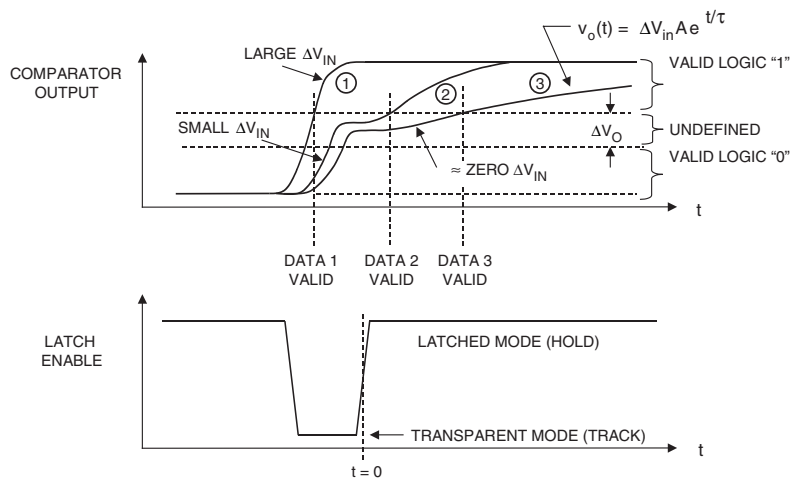 v_o(t) = ΔV_in A e^t/τ
LARGE ΔV_IN
COMPARATOR
OUTPUT
1
2
3
VALID LOGIC “1”
SMALL ΔV_IN
ΔV_O
UNDEFINED
≈ ZERO ΔV_IN
VALID LOGIC “0”
t
DATA 1
VALID
DATA 2
VALID
DATA 3
VALID
LATCH
ENABLE
LATCHED MODE (HOLD)
TRANSPARENT MODE (TRACK)
t
t = 0